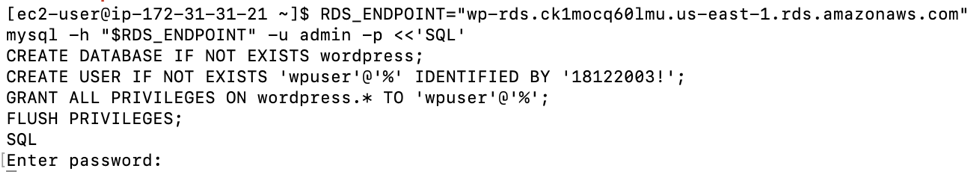 [ec2-user@ip-172-31-31-21 ~]$ RDS_ENDPOINT="wp-rds.ck1mocq60lmu.us-east-1.rds.amazonaws.com"
mysql -h "$RDS_ENDPOINT" -u admin -p <<'SQL'
CREATE DATABASE IF NOT EXISTS wordpress;
CREATE USER IF NOT EXISTS 'wpuser'@'%' IDENTIFIED BY '18122003!';
GRANT ALL PRIVILEGES ON wordpress.* TO 'wpuser'@'%';
FLUSH PRIVILEGES;
SQL
[Enter password: